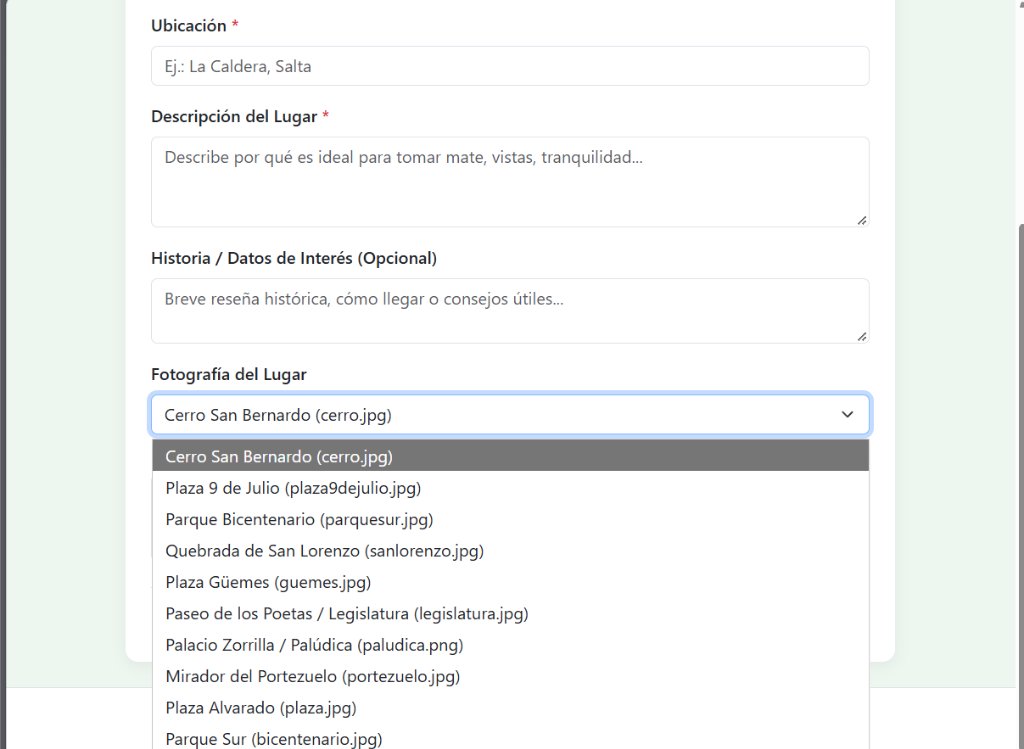 Ubicación *
Ej.: La Caldera, Salta
Descripción del Lugar *
Describe por qué es ideal para tomar mate, vistas, tranquilidad...
Historia / Datos de Interés (Opcional)
Breve reseña histórica, cómo llegar o consejos útiles...
Fotografía del Lugar
Cerro San Bernardo (cerro.jpg)
Cerro San Bernardo (cerro.jpg)
Plaza 9 de Julio (plaza9dejulio.jpg)
Parque Bicentenario (parquesur.jpg)
Quebrada de San Lorenzo (sanlorenzo.jpg)
Plaza Güemes (guemes.jpg)
Paseo de los Poetas / Legislatura (legislatura.jpg)
Palacio Zorrilla / Palúdica (paludica.png)
Mirador del Portezuelo (portezuelo.jpg)
Plaza Alvarado (plaza.jpg)
Parque Sur (bicentenario.jpg)